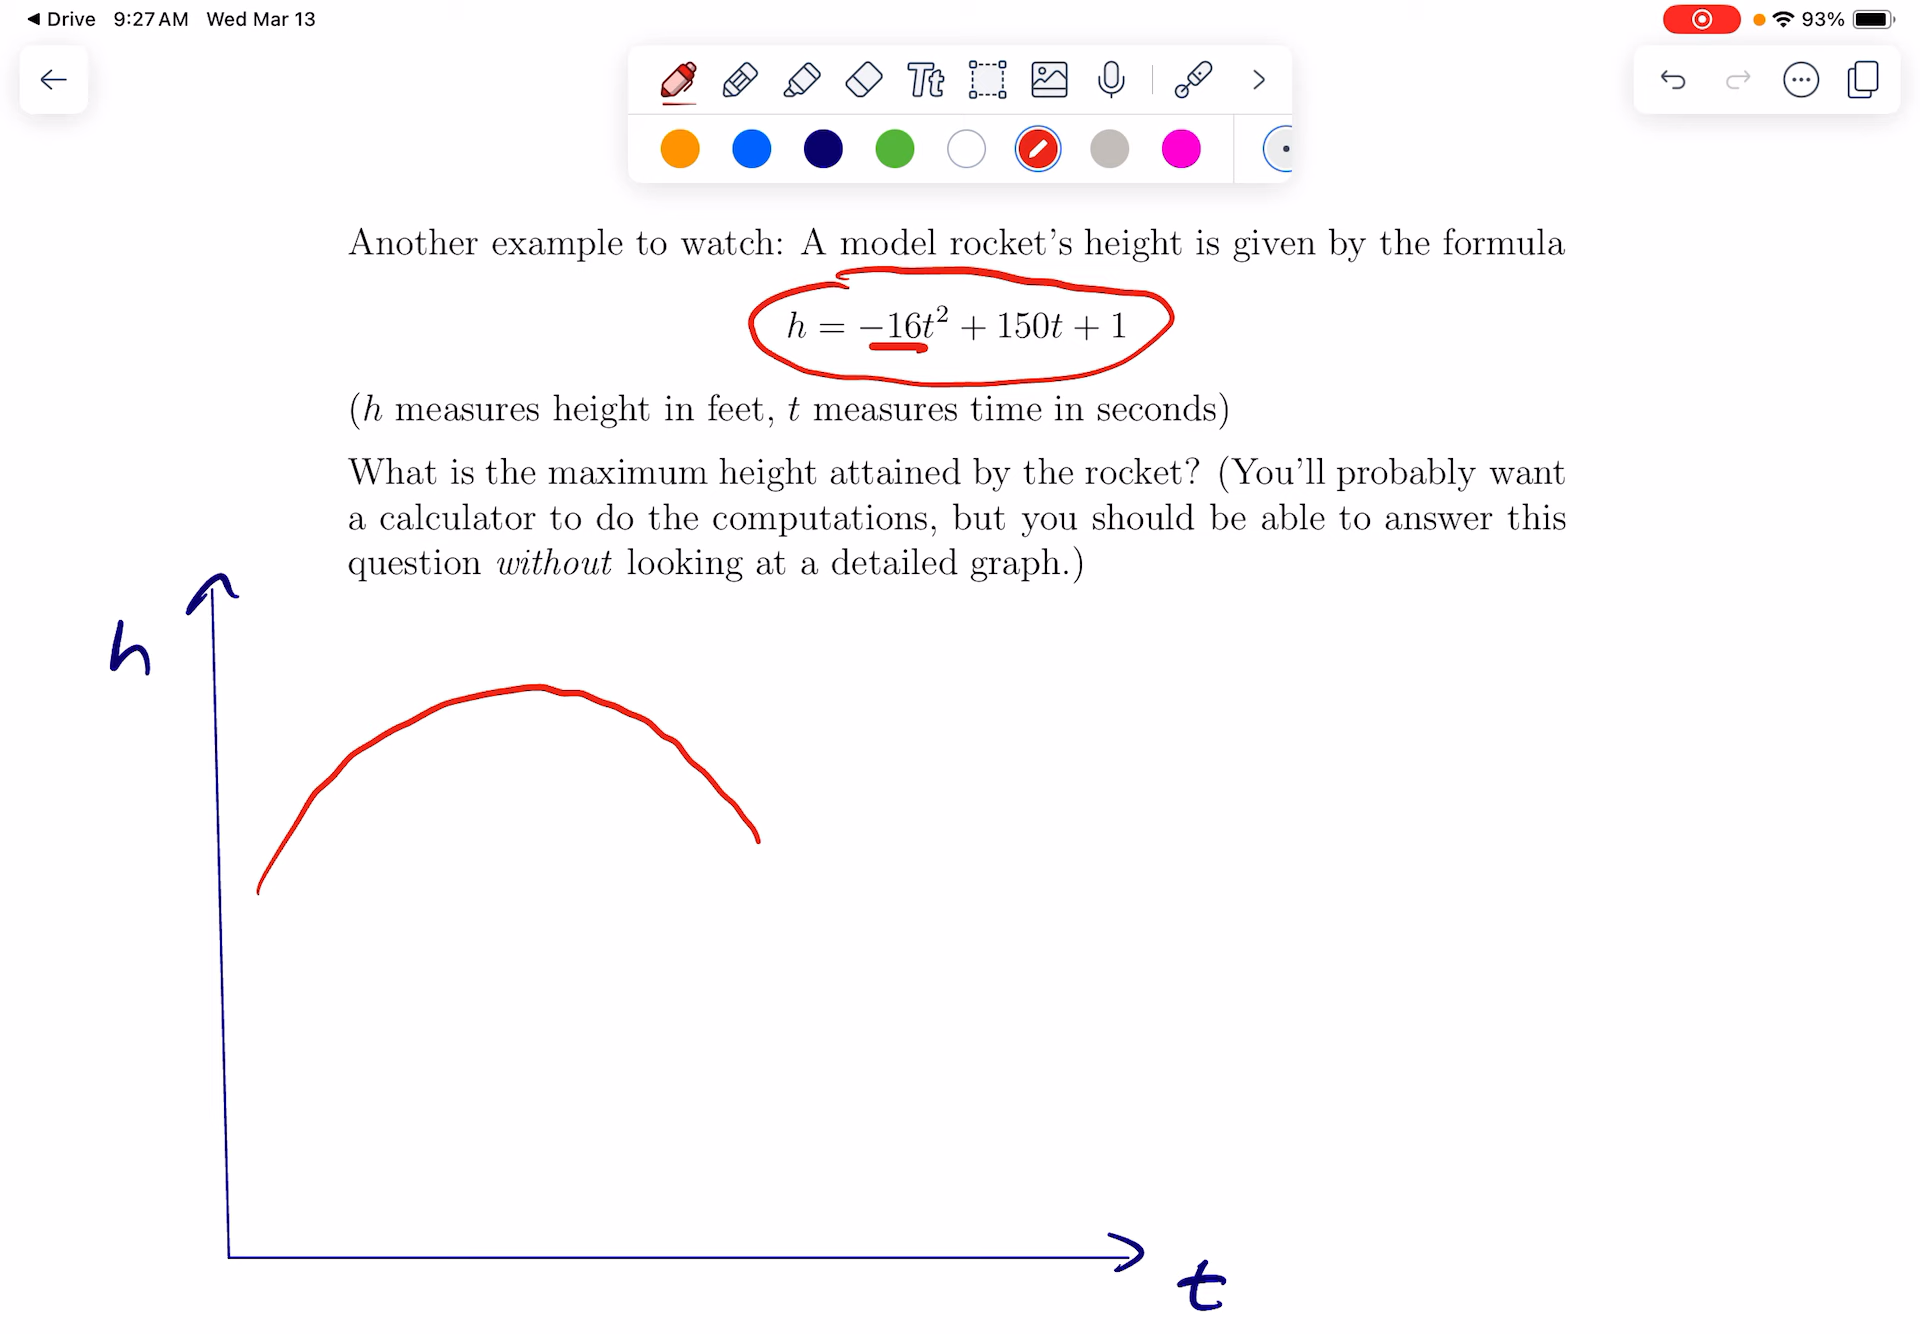 Drive 9:27 AM Wed Mar 13 93%
Tt
Another example to watch: A model rocket's height is given by the formula
h = −16t² + 150t + 1
(h measures height in feet, t measures time in seconds)
What is the maximum height attained by the rocket? (You'll probably want
a calculator to do the computations, but you should be able to answer this
question without looking at a detailed graph.)
h
t